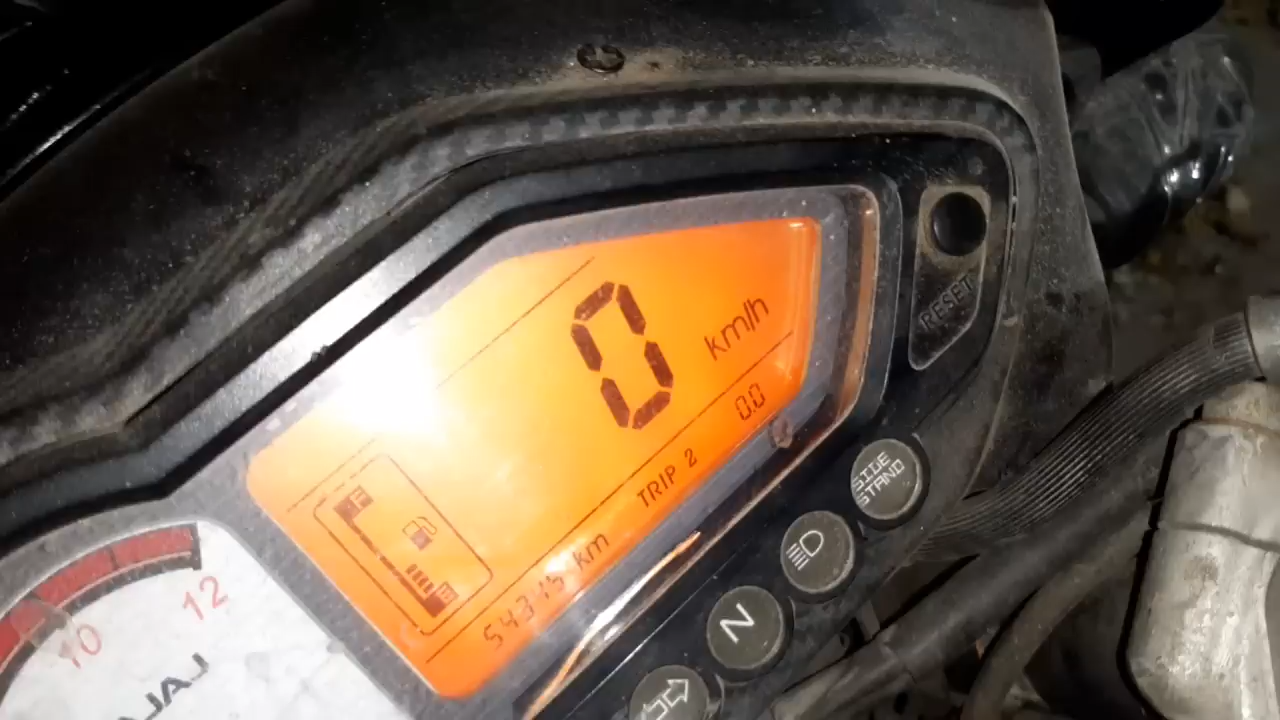 0 km/h
TRIP 2 0.0
54345 km
F
E
RESET
SIDE
STAND
N
10
12